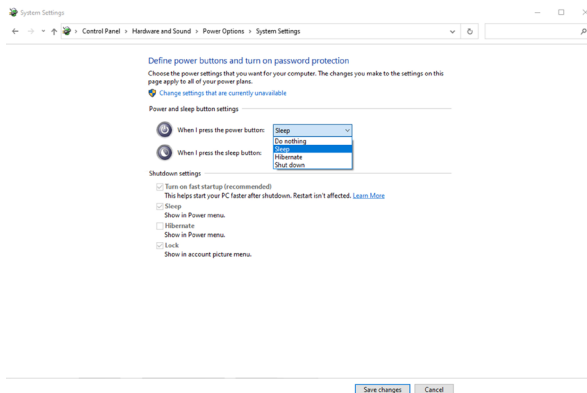 System Settings
Control Panel > Hardware and Sound > Power Options > System Settings
Define power buttons and turn on password protection
Choose the power settings that you want for your computer. The changes you make to the settings on this
page apply to all of your power plans.
Change settings that are currently unavailable
Power and sleep button settings
When I press the power button: Sleep
Do nothing
Sleep
When I press the sleep button:
Hibernate
Shut down
Shutdown settings
Turn on fast startup (recommended)
This helps start your PC faster after shutdown. Restart isn't affected. Learn More
Sleep
Show in Power menu.
Hibernate
Show in Power menu.
Lock
Show in account picture menu.
Save changes Cancel